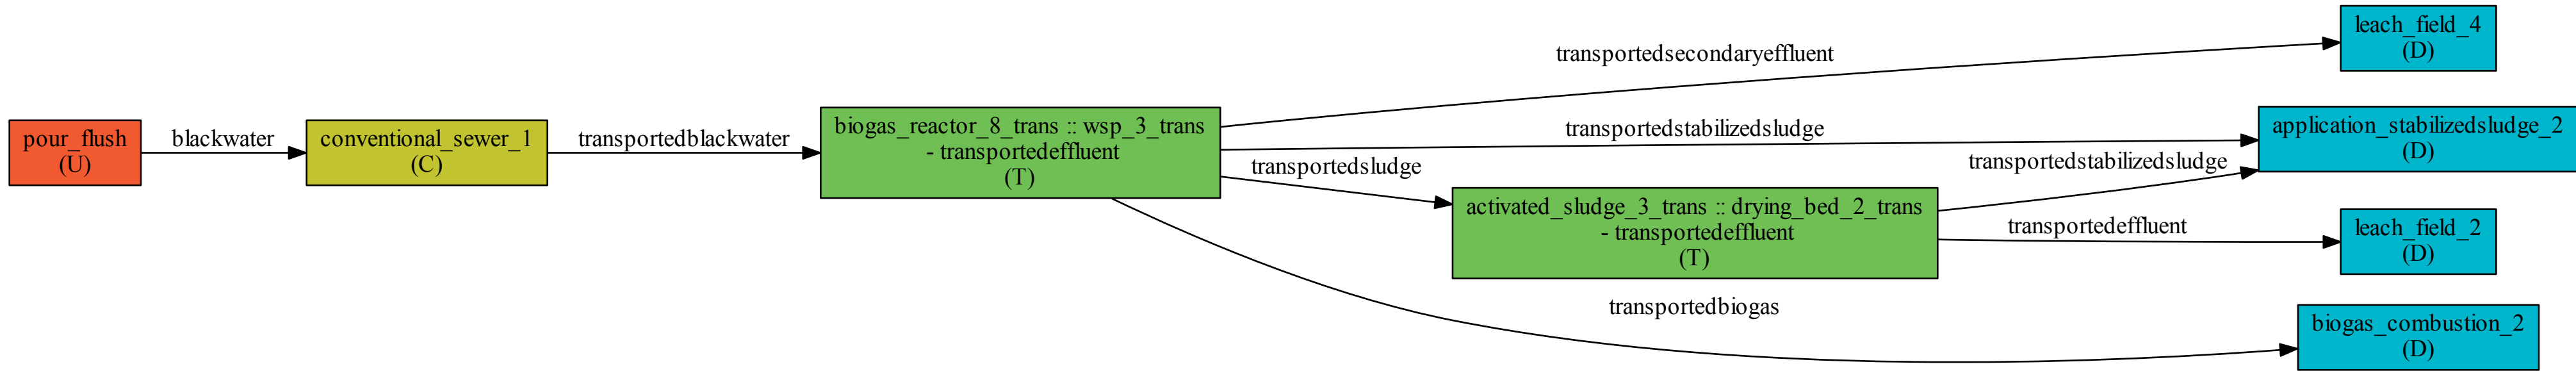 pour_flush
(U)
blackwater
conventional_sewer_1
(C)
transportedblackwater
biogas_reactor_8_trans :: wsp_3_trans
- transportedeffluent
(T)
transportedsecondaryeffluent
transportedstabilizedsludge
transportedsludge
transportedbiogas
activated_sludge_3_trans :: drying_bed_2_trans
- transportedeffluent
(T)
transportedstabilizedsludge
transportedeffluent
leach_field_4
(D)
application_stabilizedsludge_2
(D)
leach_field_2
(D)
biogas_combustion_2
(D)